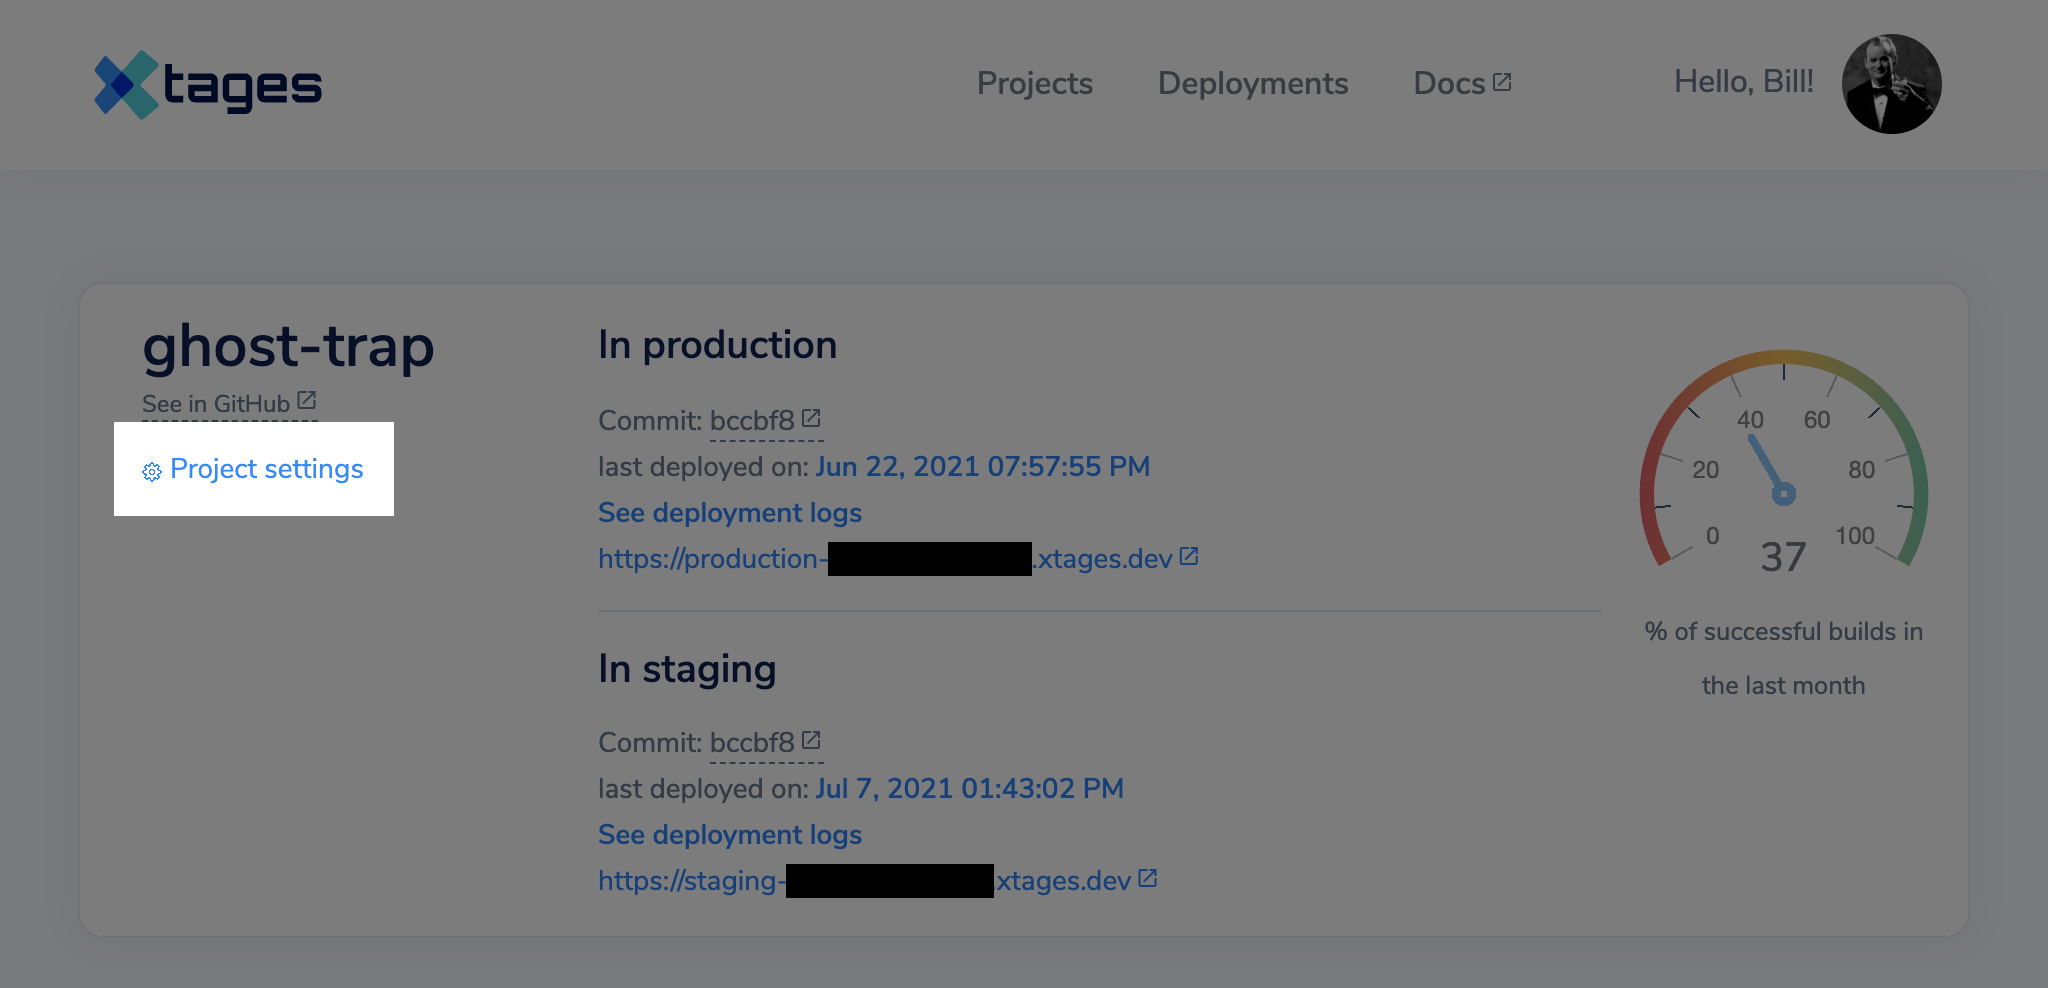 xtages
Projects
Deployments
Docs
Hello, Bill!
ghost-trap
See in GitHub
Project settings
In production
Commit: bccbf8
last deployed on: Jun 22, 2021 07:57:55 PM
See deployment logs
https://production-
.xtages.dev
In staging
Commit: bccbf8
last deployed on: Jul 7, 2021 01:43:02 PM
See deployment logs
https://staging-
.xtages.dev
0
20
40
60
80
100
37
% of successful builds in
the last month